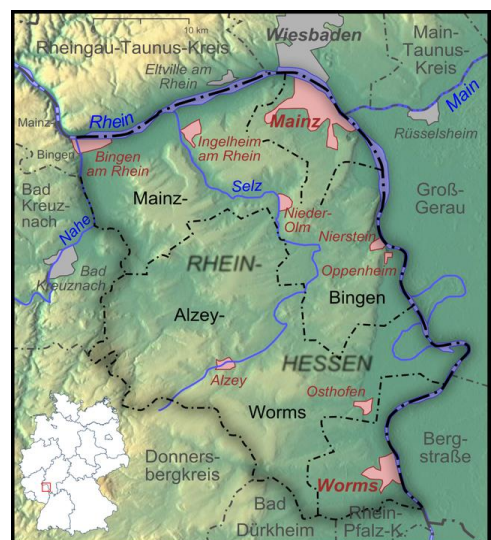 10 km
Wiesbaden
Rheingau-Taunus-Kreis
Main-
Taunus-
Kreis
Eltville am
Rhein
Main
Mainz-
Rhein
Mainz
Rüsselsheim
Bingen
Bingen
am Rhein
Ingelheim
am Rhein
Bad
Kreuz-
nach
Mainz-
Selz
Groß-
Gerau
Nieder-
Olm
Nahe
Nierstein
RHEIN-
Oppenheim
Bad
Kreuznach
Bingen
Alzey-
HESSEN
Alzey
Osthofen
Worms
Donners-
bergkreis
Berg-
straße
Worms
Bad
Dürkheim
Rhein-
Pfalz-K.